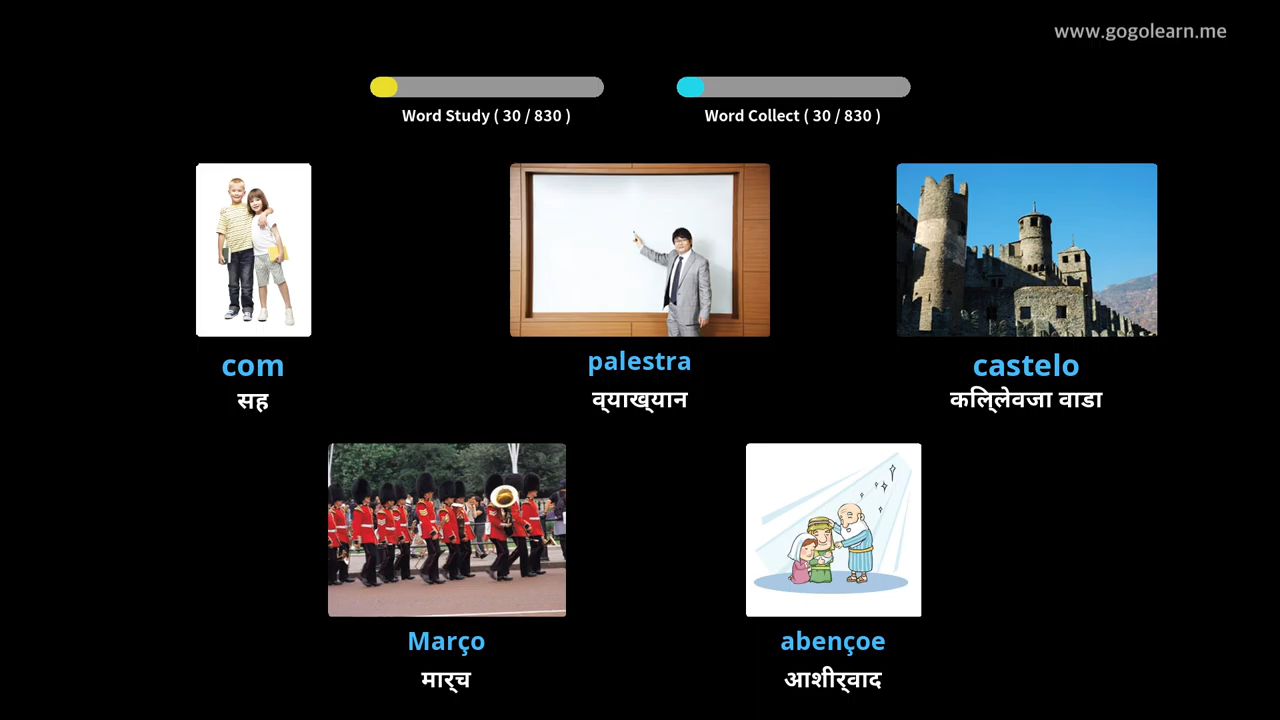 www.gogolearn.me
Word Study ( 30 / 830 )
Word Collect ( 30 / 830 )
com
सह
palestra
व्याख्यान
castelo
किल्लेवजा वाडा
Março
मार्च
abençoe
आशीर्वाद